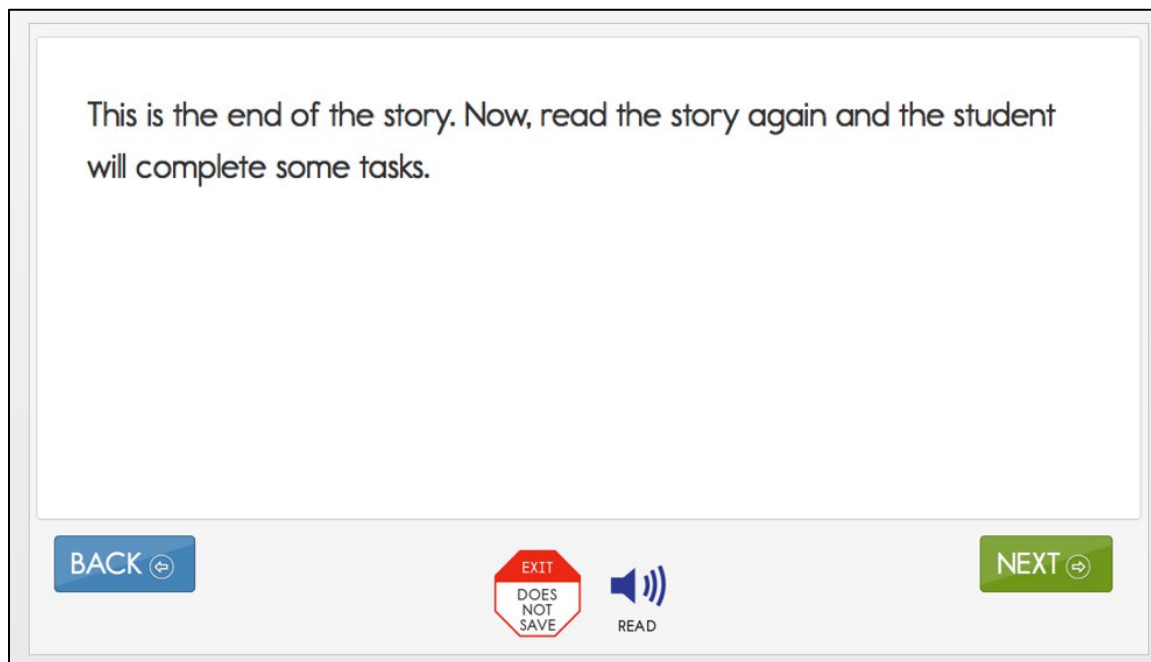 This is the end of the story. Now, read the story again and the student
will complete some tasks.
BACK
EXIT
DOES
NOT
SAVE
READ
NEXT